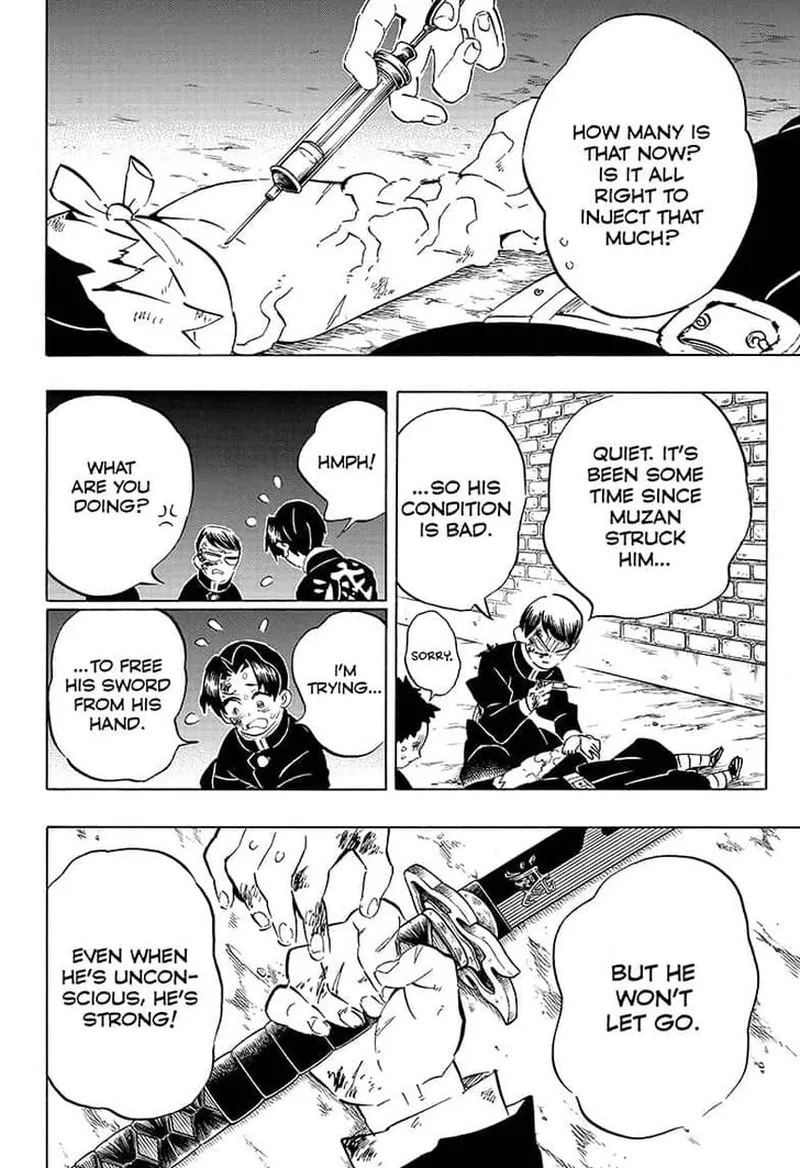 HOW MANY IS
THAT NOW?
IS IT ALL
RIGHT TO
INJECT THAT
MUCH?
QUIET. IT'S
BEEN SOME
TIME SINCE
MUZAN
STRUCK
HIM...
...SO HIS
CONDITION
IS BAD.
SORRY.
HMPH!
WHAT
ARE YOU
DOING?
I'M
TRYING...
...TO FREE
HIS SWORD
FROM HIS
HAND.
BUT HE
WON'T
LET GO.
EVEN WHEN
HE'S UNCON-
SCIOUS, HE'S
STRONG!